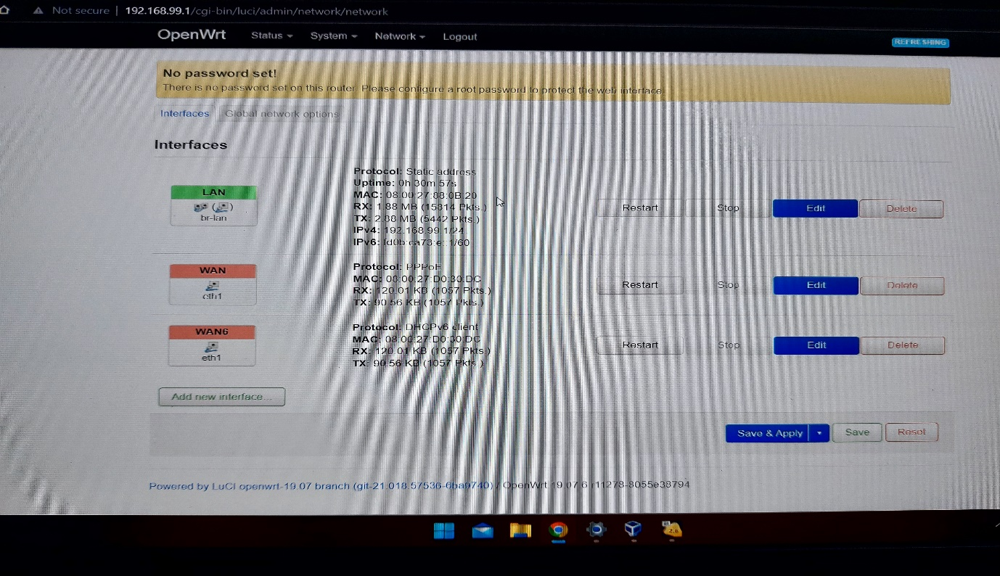 Not secure | 192.168.99.1/cgi-bin/luci/admin/network/network
OpenWrt Status System Network Logout
REFRESHING
No password set!
There is no password set on this router. Please configure a root password to protect the web interface.
Interfaces Global network options
Interfaces
LAN
br-lan
Protocol: Static address
Uptime: 0h 30m 57s
MAC: 08:00:27:88:0B:20
RX: 1.88 MB (15814 Pkts.)
TX: 2.88 MB (5442 Pkts.)
IPv4: 192.168.99.1/24
IPv6: fd0b:ca73:e::1/60
Restart Stop Edit Delete
WAN
eth1
Protocol: PPPoE
MAC: 08:00:27:D0:30:DC
RX: 120.01 KB (1057 Pkts.)
TX: 90.56 KB (1057 Pkts.)
Restart Stop Edit Delete
WAN6
eth1
Protocol: DHCPv6 client
MAC: 08:00:27:D0:30:DC
RX: 120.01 KB (1057 Pkts.)
TX: 90.56 KB (1057 Pkts.)
Restart Stop Edit Delete
Add new interface...
Save & Apply Save Reset
Powered by LuCI openwrt-19.07 branch (git-21.018.57536-6ba9740) / OpenWrt 19.07.6 r11278-8055e38794
2.6